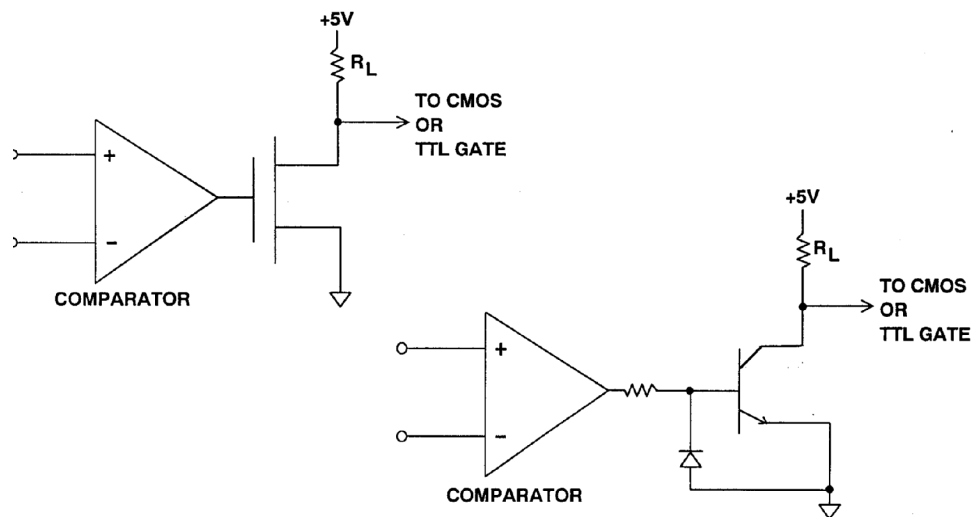 +5V
RL
TO CMOS
OR
TTL GATE
+
−
COMPARATOR
+5V
RL
TO CMOS
OR
TTL GATE
+
−
COMPARATOR